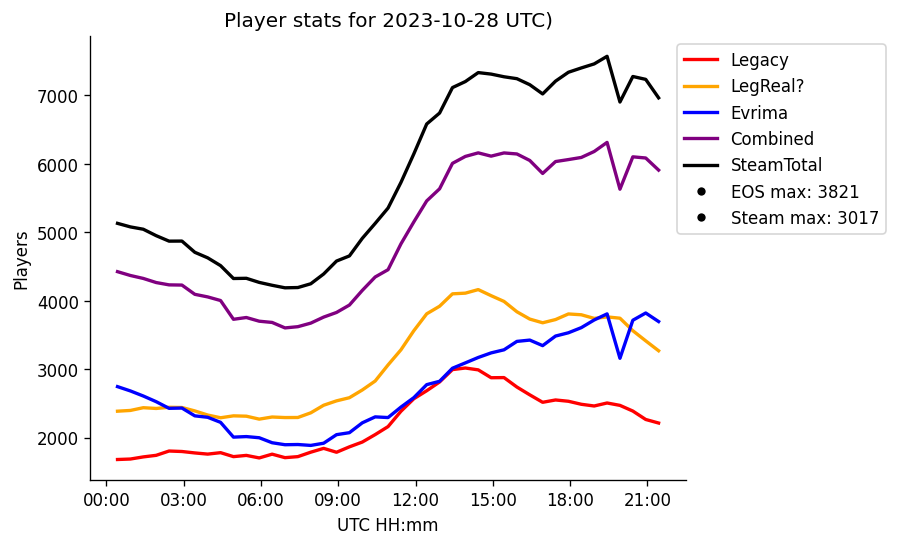 Player stats for 2023-10-28 UTC)
Legacy
LegReal?
Evrima
Combined
SteamTotal
EOS max: 3821
Steam max: 3017
Players
7000
6000
5000
4000
3000
2000
00:00 03:00 06:00 09:00 12:00 15:00 18:00 21:00
UTC HH:mm